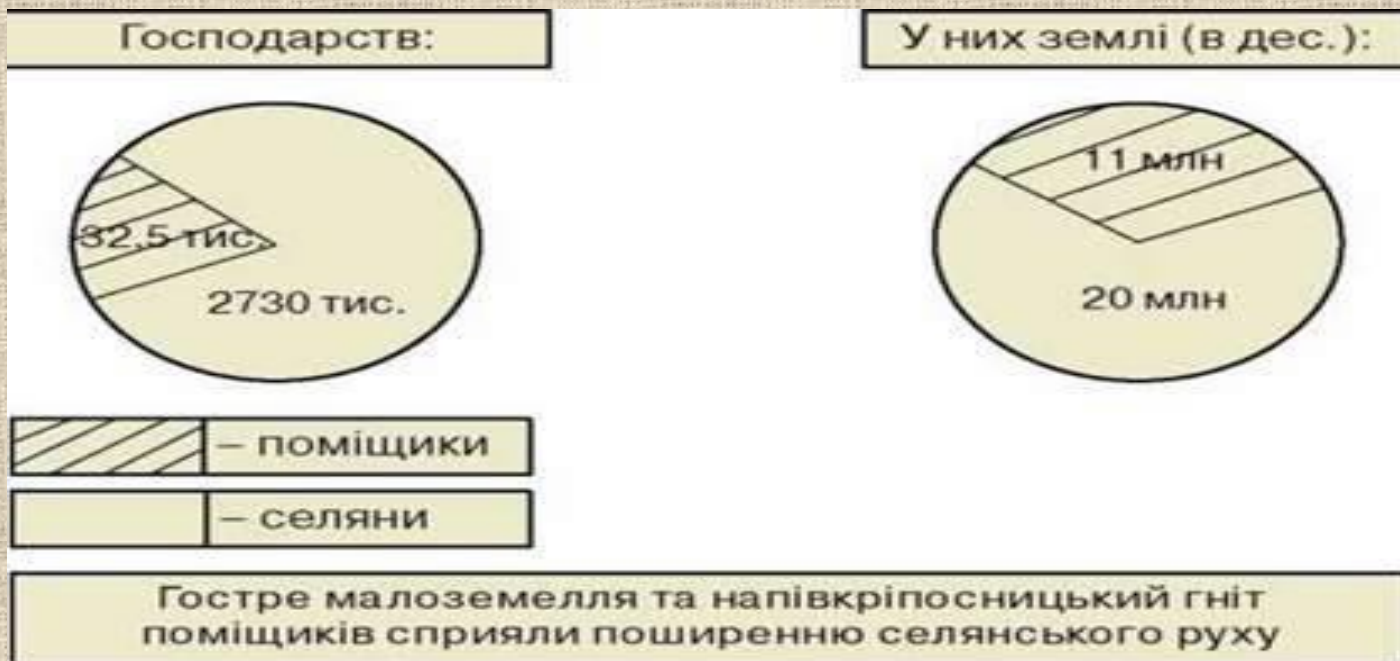 Господарств:
У них землі (в дес.):
32,5 тис.
2730 тис.
11 млн
20 млн
– поміщики
– селяни
Гостре малоземелля та напівкріпосницький гніт
поміщиків сприяли поширенню селянського руху